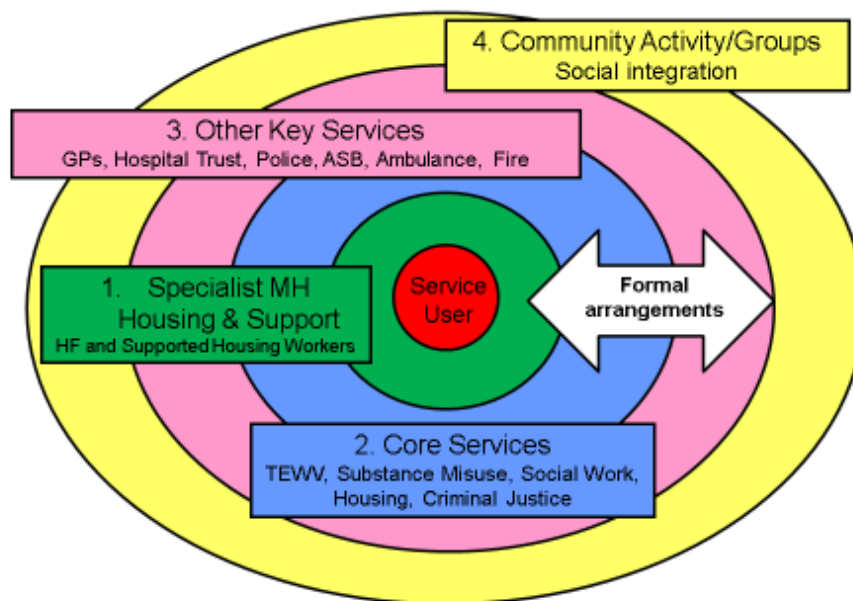 4. Community Activity/Groups
Social integration
3. Other Key Services
GPs, Hospital Trust, Police, ASB, Ambulance, Fire
1. Specialist MH
Housing & Support
HF and Supported Housing Workers
Service
User
Formal
arrangements
2. Core Services
TEWV, Substance Misuse, Social Work,
Housing, Criminal Justice